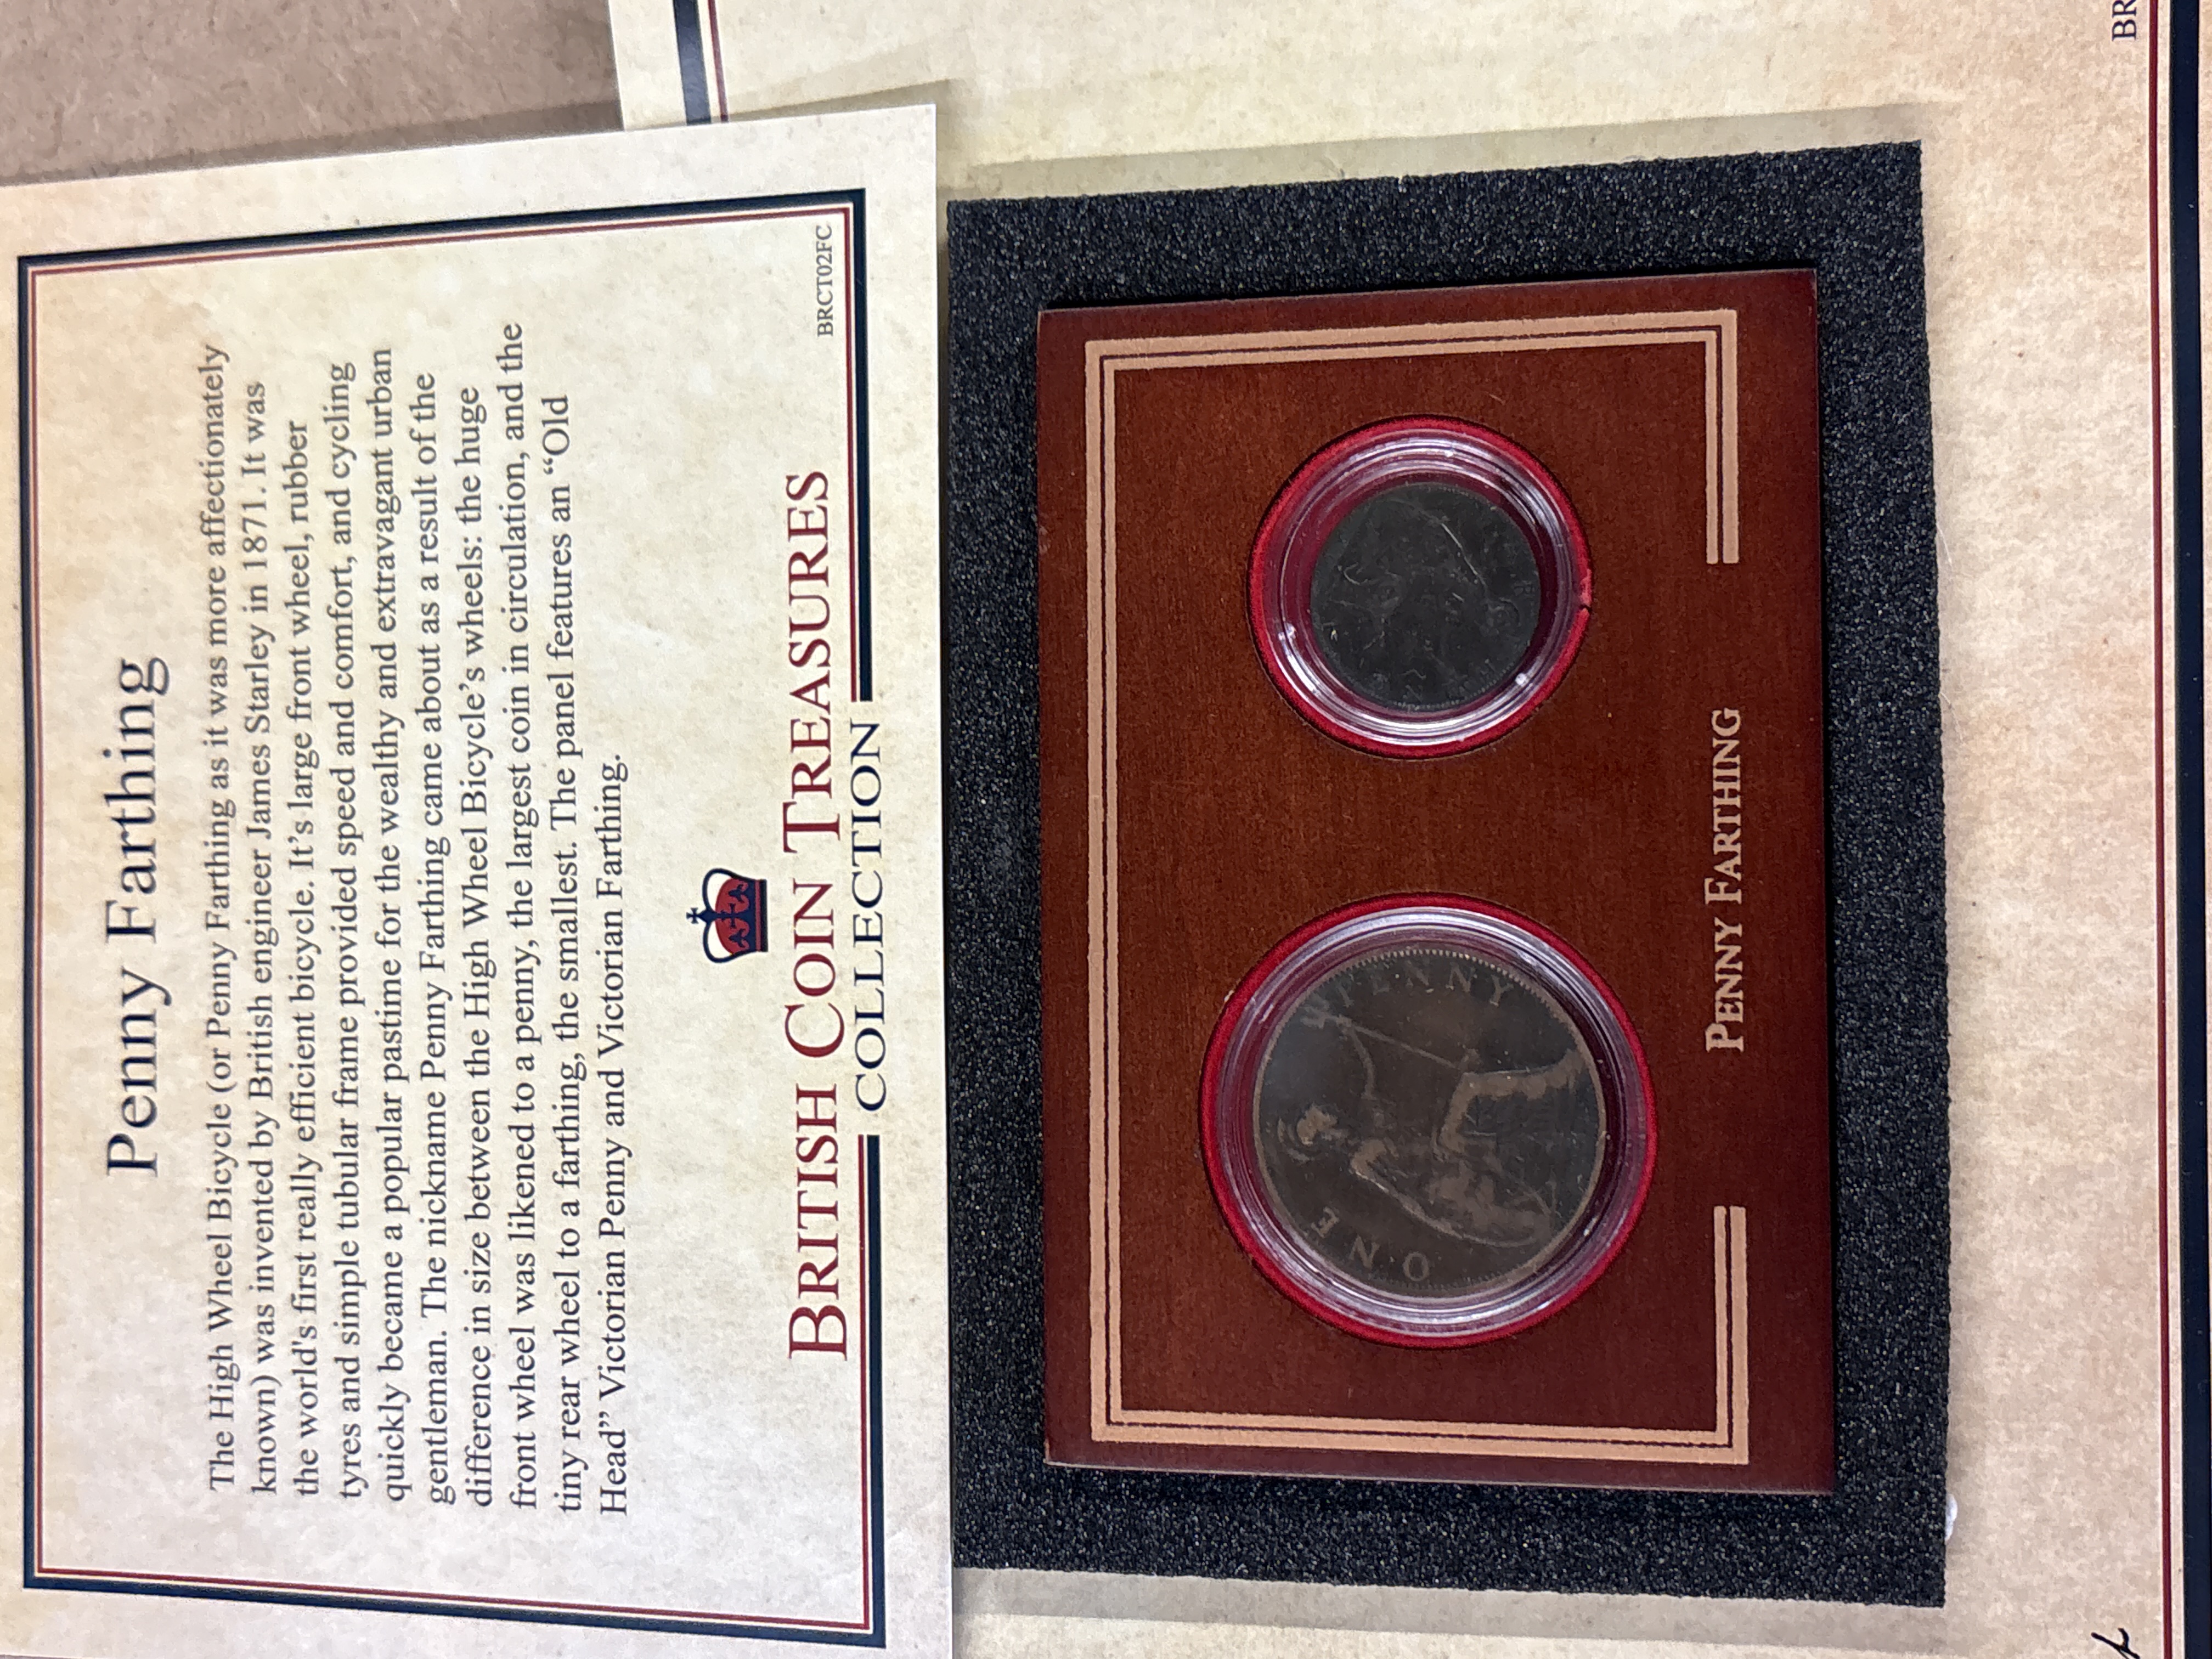 Penny Farthing
The High Wheel Bicycle (or Penny Farthing as it was more affectionately
known) was invented by British engineer James Starley in 1871. It was
the world's first really efficient bicycle. It's large front wheel, rubber
tyres and simple tubular frame provided speed and comfort, and cycling
quickly became a popular pastime for the wealthy and extravagant urban
gentleman. The nickname Penny Farthing came about as a result of the
difference in size between the High Wheel Bicycle's wheels: the huge
front wheel was likened to a penny, the largest coin in circulation, and the
tiny rear wheel to a farthing, the smallest. The panel features an “Old
Head” Victorian Penny and Victorian Farthing.
BRITISH COIN TREASURES
COLLECTION
BRCT02FC
ONE PENNY
PENNY FARTHING
BR